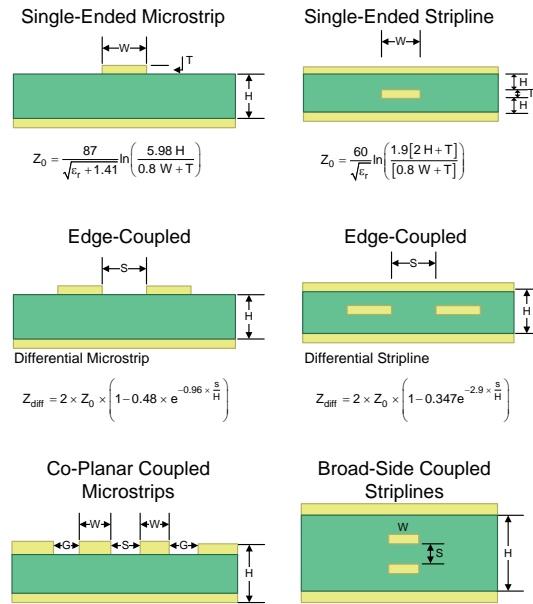 Single-Ended Microstrip
W
T
H
Z0 = 87 / √(εr + 1.41) ln(5.98 H / 0.8 W + T)
Single-Ended Stripline
W
H
T
H
Z0 = 60 / √εr ln(1.9[2 H + T] / [0.8 W + T])
Edge-Coupled
S
H
Differential Microstrip
Zdiff = 2 × Z0 × (1 − 0.48 × e^(−0.96 × s/H))
Edge-Coupled
S
H
Differential Stripline
Zdiff = 2 × Z0 × (1 − 0.347e^(−2.9 × s/H))
Co-Planar Coupled
Microstrips
W W
G S G
H
Broad-Side Coupled
Striplines
W
S
H